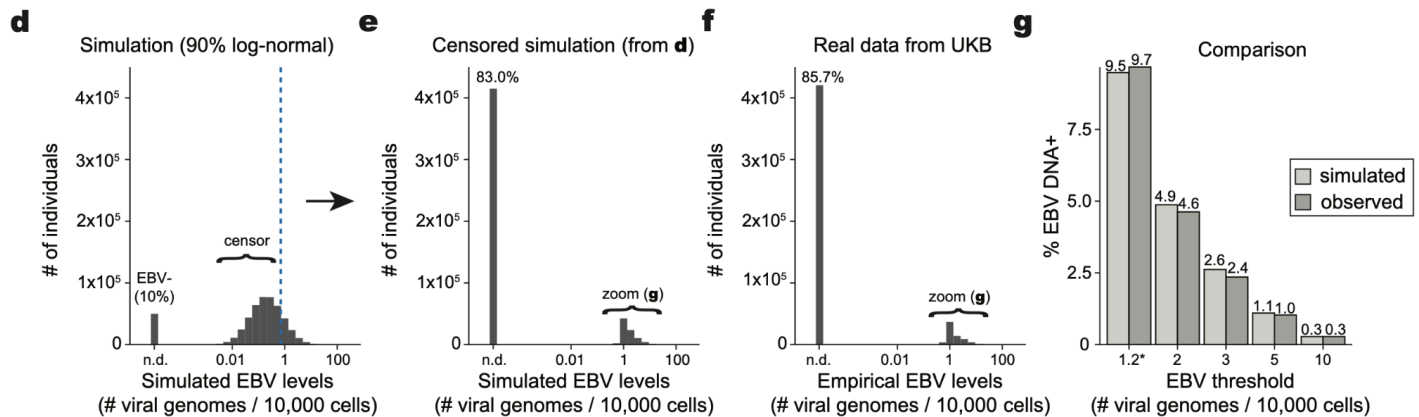 d
Simulation (90% log-normal)
# of individuals
4x10⁵
3x10⁵
2x10⁵
1x10⁵
0
censor
EBV-
(10%)
n.d.
0.01
1
100
Simulated EBV levels
(# viral genomes / 10,000 cells)
e
Censored simulation (from d)
# of individuals
4x10⁵
3x10⁵
2x10⁵
1x10⁵
0
83.0%
zoom (g)
n.d.
0.01
1
100
Simulated EBV levels
(# viral genomes / 10,000 cells)
f
Real data from UKB
# of individuals
4x10⁵
3x10⁵
2x10⁵
1x10⁵
0
85.7%
zoom (g)
n.d.
0.01
1
100
Empirical EBV levels
(# viral genomes / 10,000 cells)
g
Comparison
% EBV DNA+
7.5
5.0
2.5
0
9.5 9.7
4.9 4.6
2.6 2.4
1.1 1.0
0.3 0.3
1.2* 2 3 5 10
EBV threshold
(# viral genomes / 10,000 cells)
simulated
observed